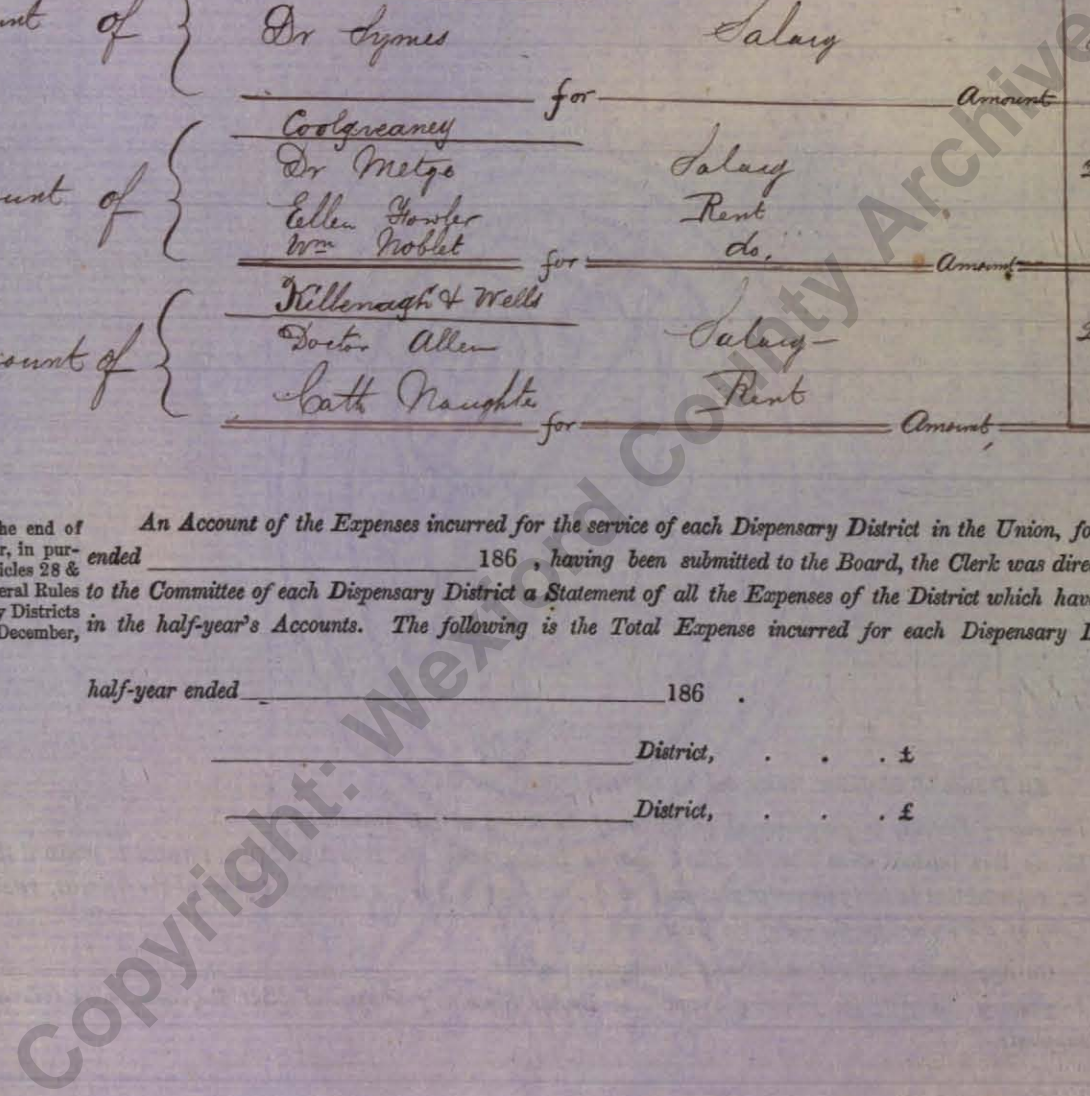 of Dr Symes Salary
for Amount
Coolgreaney
Dr Metge Salary
of Ellen Fowler Rent
Wm Noblet do.
for Amount
Killenagh & Wells
of Doctor Allen Salary
Cath Naughte Rent
for Amount
he end of An Account of the Expenses incurred for the service of each Dispensary District in the Union, fo
r, in pur- ended 186 , having been submitted to the Board, the Clerk was dire
icles 28 &
eral Rules to the Committee of each Dispensary District a Statement of all the Expenses of the District which hav
y Districts
December, in the half-year's Accounts. The following is the Total Expense incurred for each Dispensary D
half-year ended 186 .
District, . . . £
District, . . . £
Copyright: Wexford County Archive